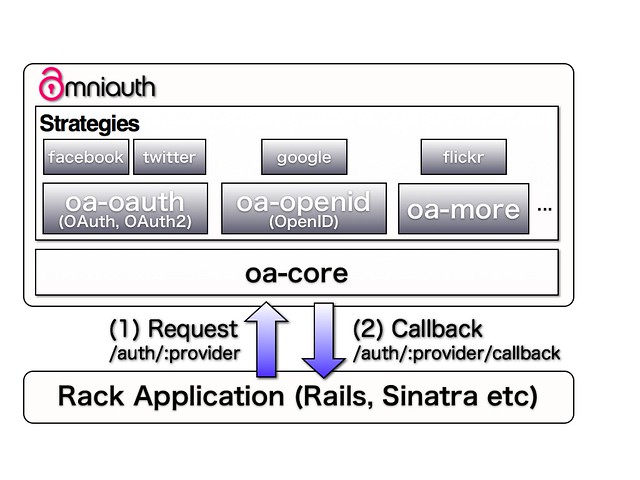 omniauth
Strategies
facebook twitter google flickr
oa-oauth oa-openid oa-more ...
(OAuth, OAuth2) (OpenID)
oa-core
(1) Request (2) Callback
/auth/:provider /auth/:provider/callback
Rack Application (Rails, Sinatra etc)